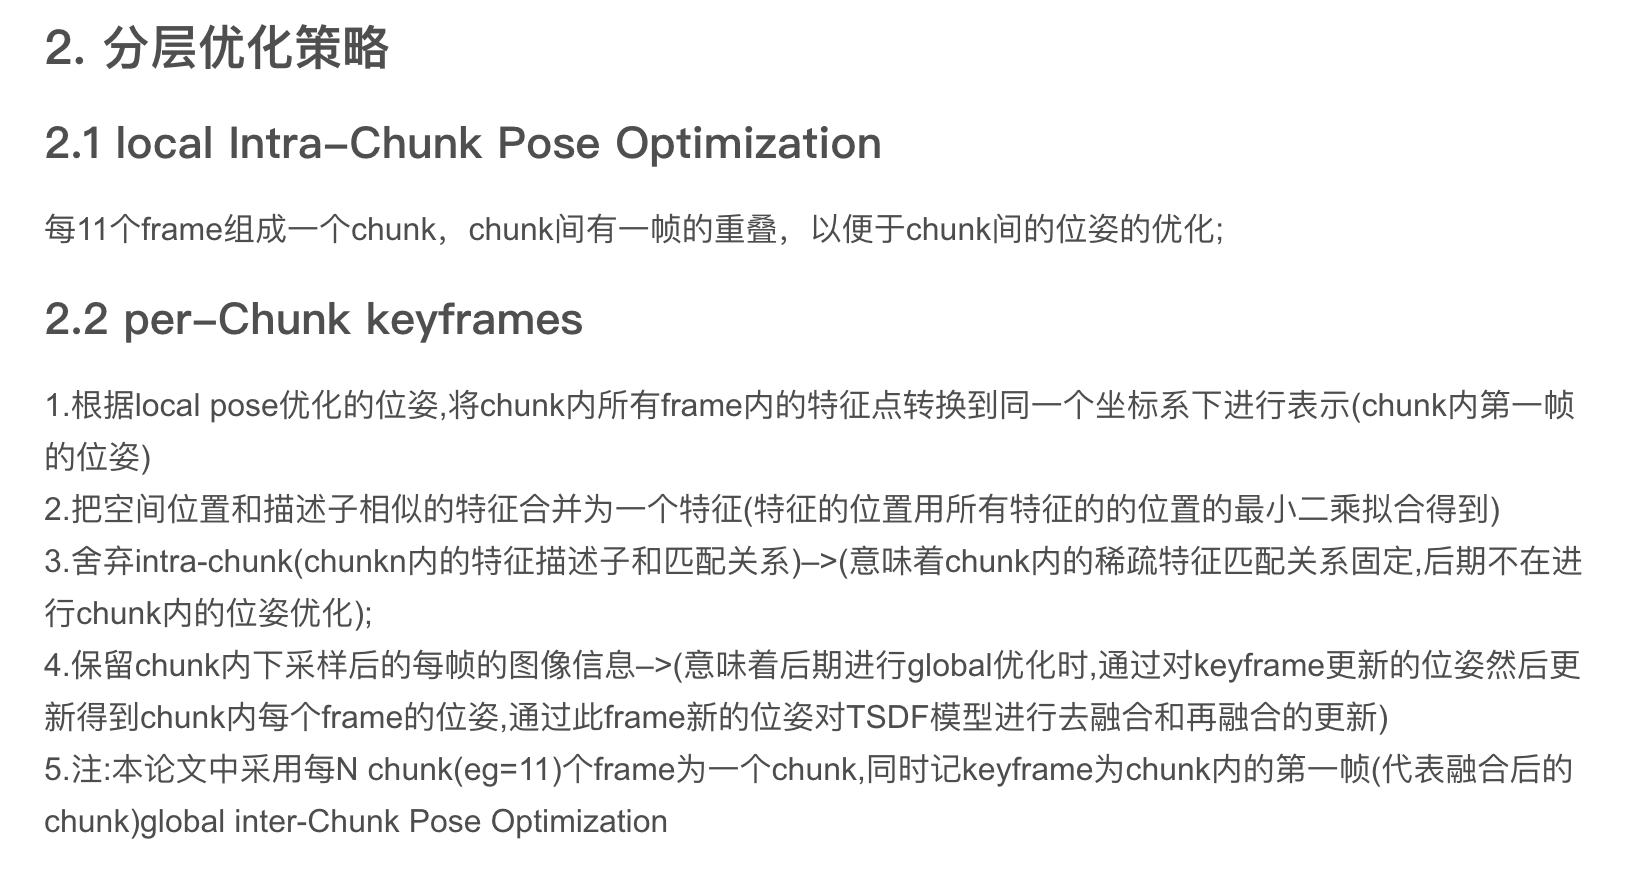 2. 分层优化策略
2.1 local Intra–Chunk Pose Optimization
每11个frame组成一个chunk，chunk间有一帧的重叠，以便于chunk间的位姿的优化;
2.2 per–Chunk keyframes
1.根据local pose优化的位姿,将chunk内所有frame内的特征点转换到同一个坐标系下进行表示(chunk内第一帧
的位姿)
2.把空间位置和描述子相似的特征合并为一个特征(特征的位置用所有特征的的位置的最小二乘拟合得到)
3.舍弃intra-chunk(chunkn内的特征描述子和匹配关系)–>(意味着chunk内的稀疏特征匹配关系固定,后期不在进
行chunk内的位姿优化);
4.保留chunk内下采样后的每帧的图像信息–>(意味着后期进行global优化时,通过对keyframe更新的位姿然后更
新得到chunk内每个frame的位姿,通过此frame新的位姿对TSDF模型进行去融合和再融合的更新)
5.注:本论文中采用每N chunk(eg=11)个frame为一个chunk,同时记keyframe为chunk内的第一帧(代表融合后的
chunk)global inter-Chunk Pose Optimization